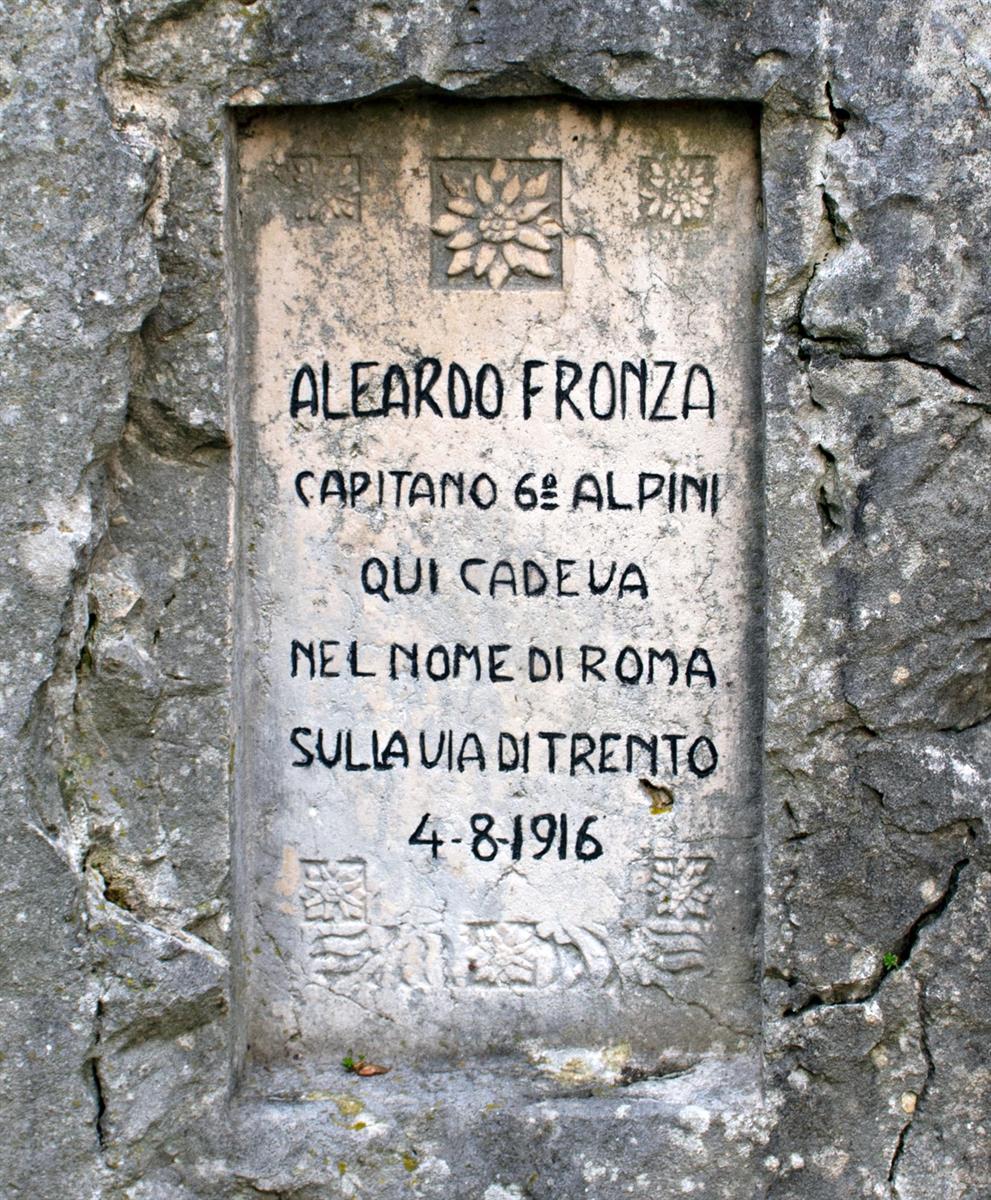 ALEARDO FRONZA
CAPITANO 6º ALPINI
QUI CADEVA
NEL NOME DI ROMA
SULLA VIA DI TRENTO
4-8-1916